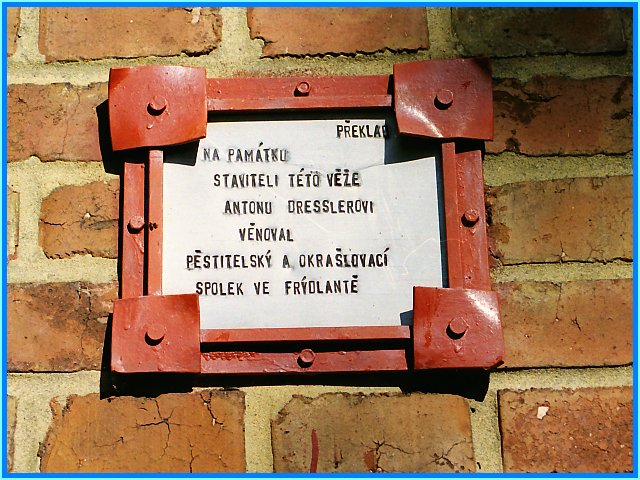 PŘEKLAD
NA PAMÁTKU
STAVITELI TÉTO VĚŽE
ANTONU DRESSLEROVI
VĚNOVAL
PĚSTITELSKÝ A OKRAŠLOVACÍ
SPOLEK VE FRÝDLANTĚ